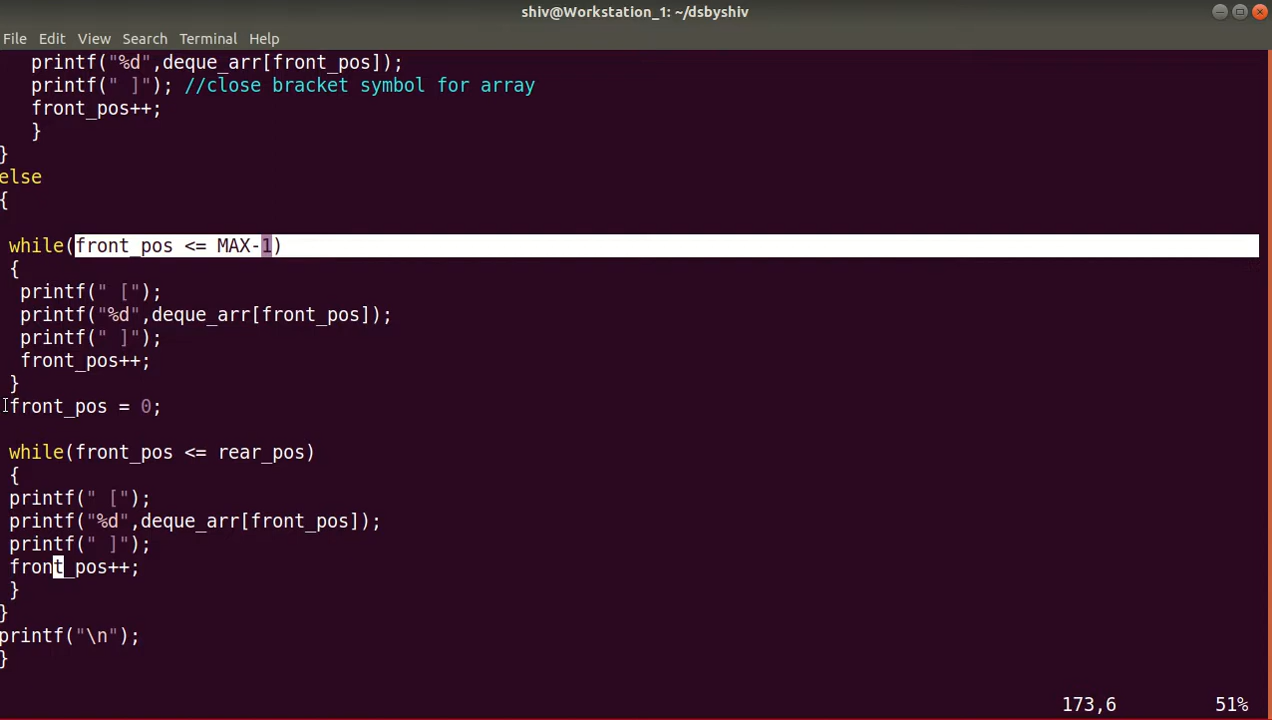 shiv@Workstation_1: ~/dsbyshiv
File Edit View Search Terminal Help
printf("%d",deque_arr[front_pos]);
printf(" ]"); //close bracket symbol for array
front_pos++;
}
}
else
{
while(front_pos <= MAX-1)
{
printf(" [");
printf("%d",deque_arr[front_pos]);
printf(" ]");
front_pos++;
}
front_pos = 0;
while(front_pos <= rear_pos)
{
printf(" [");
printf("%d",deque_arr[front_pos]);
printf(" ]");
front_pos++;
}
}
printf("\n");
}
173,6 51%